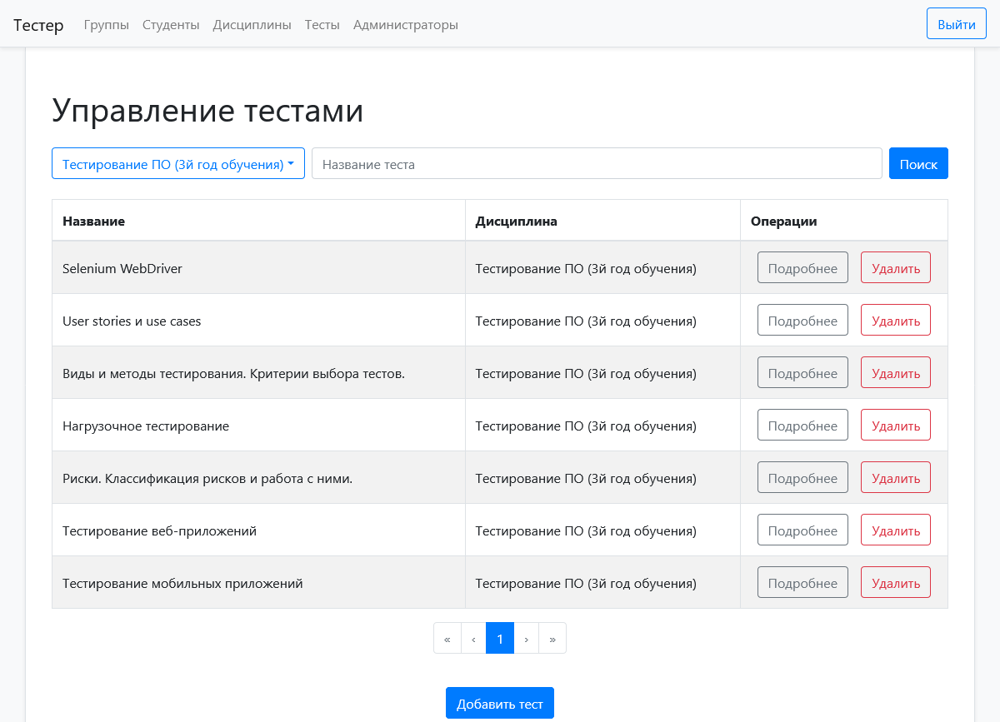 Тестер Группы Студенты Дисциплины Тесты Администраторы Выйти
Управление тестами
Тестирование ПО (3й год обучения) Название теста Поиск
Название Дисциплина Операции
Selenium WebDriver Тестирование ПО (3й год обучения) Подробнее Удалить
User stories и use cases Тестирование ПО (3й год обучения) Подробнее Удалить
Виды и методы тестирования. Критерии выбора тестов. Тестирование ПО (3й год обучения) Подробнее Удалить
Нагрузочное тестирование Тестирование ПО (3й год обучения) Подробнее Удалить
Риски. Классификация рисков и работа с ними. Тестирование ПО (3й год обучения) Подробнее Удалить
Тестирование веб-приложений Тестирование ПО (3й год обучения) Подробнее Удалить
Тестирование мобильных приложений Тестирование ПО (3й год обучения) Подробнее Удалить
« ‹ 1 › »
Добавить тест